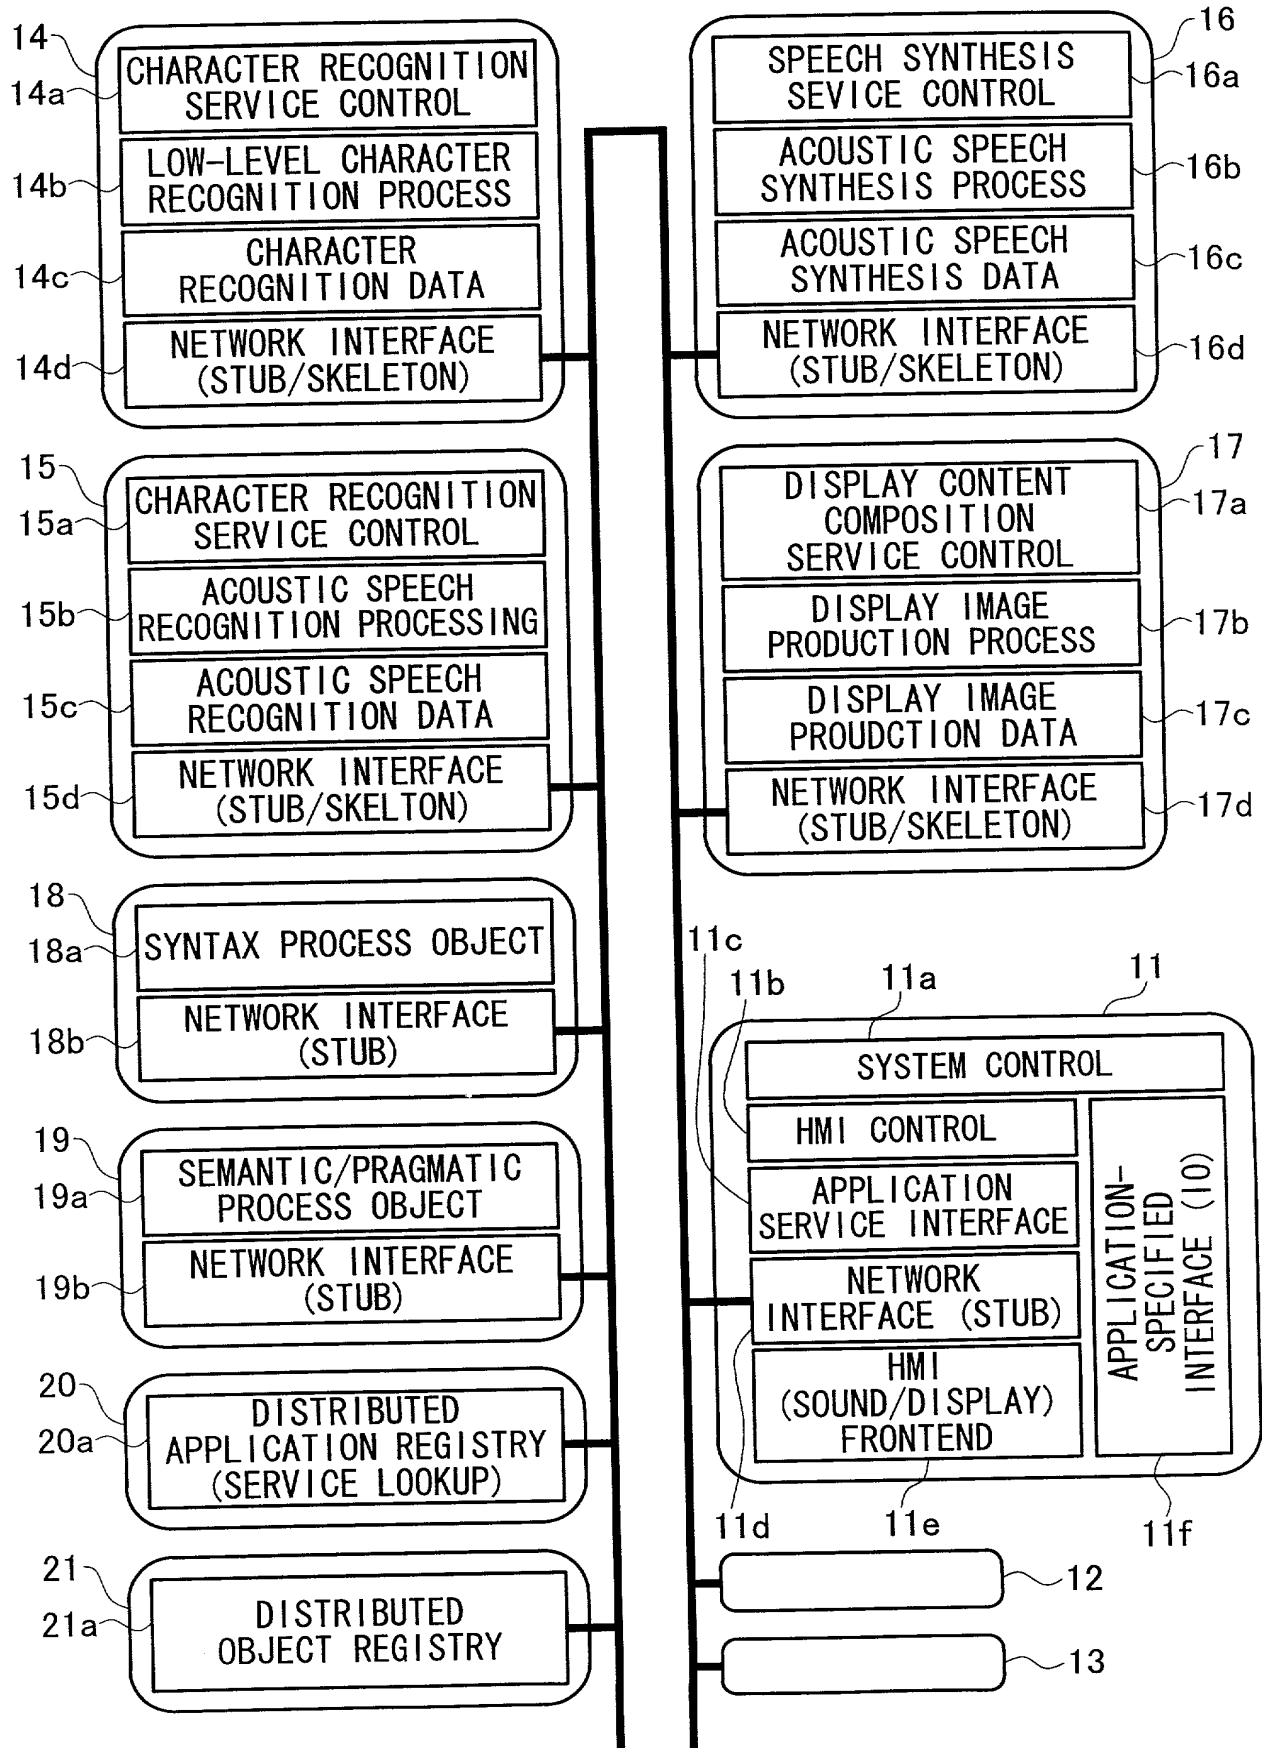 14
14a
CHARACTER RECOGNITION
SERVICE CONTROL
14b
LOW-LEVEL CHARACTER
RECOGNITION PROCESS
14c
CHARACTER
RECOGNITION DATA
14d
NETWORK INTERFACE
(STUB/SKELETON)
15
15a
CHARACTER RECOGNITION
SERVICE CONTROL
15b
ACOUSTIC SPEECH
RECOGNITION PROCESSING
15c
ACOUSTIC SPEECH
RECOGNITION DATA
15d
NETWORK INTERFACE
(STUB/SKELTON)
18
18a
SYNTAX PROCESS OBJECT
18b
NETWORK INTERFACE
(STUB)
19
19a
SEMANTIC/PRAGMATIC
PROCESS OBJECT
19b
NETWORK INTERFACE
(STUB)
20
20a
DISTRIBUTED
APPLICATION REGISTRY
(SERVICE LOOKUP)
21
21a
DISTRIBUTED
OBJECT REGISTRY
16
16a
SPEECH SYNTHESIS
SEVICE CONTROL
16b
ACOUSTIC SPEECH
SYNTHESIS PROCESS
16c
ACOUSTIC SPEECH
SYNTHESIS DATA
16d
NETWORK INTERFACE
(STUB/SKELETON)
17
17a
DISPLAY CONTENT
COMPOSITION
SERVICE CONTROL
17b
DISPLAY IMAGE
PRODUCTION PROCESS
17c
DISPLAY IMAGE
PROUDCTION DATA
17d
NETWORK INTERFACE
(STUB/SKELETON)
11c
11b
11a
11
SYSTEM CONTROL
HMI CONTROL
APPLICATION
SERVICE INTERFACE
NETWORK
INTERFACE (STUB)
HMI
(SOUND/DISPLAY)
FRONTEND
APPLICATION-
SPECIFIED
INTERFACE (IO)
11d
11e
11f
12
13